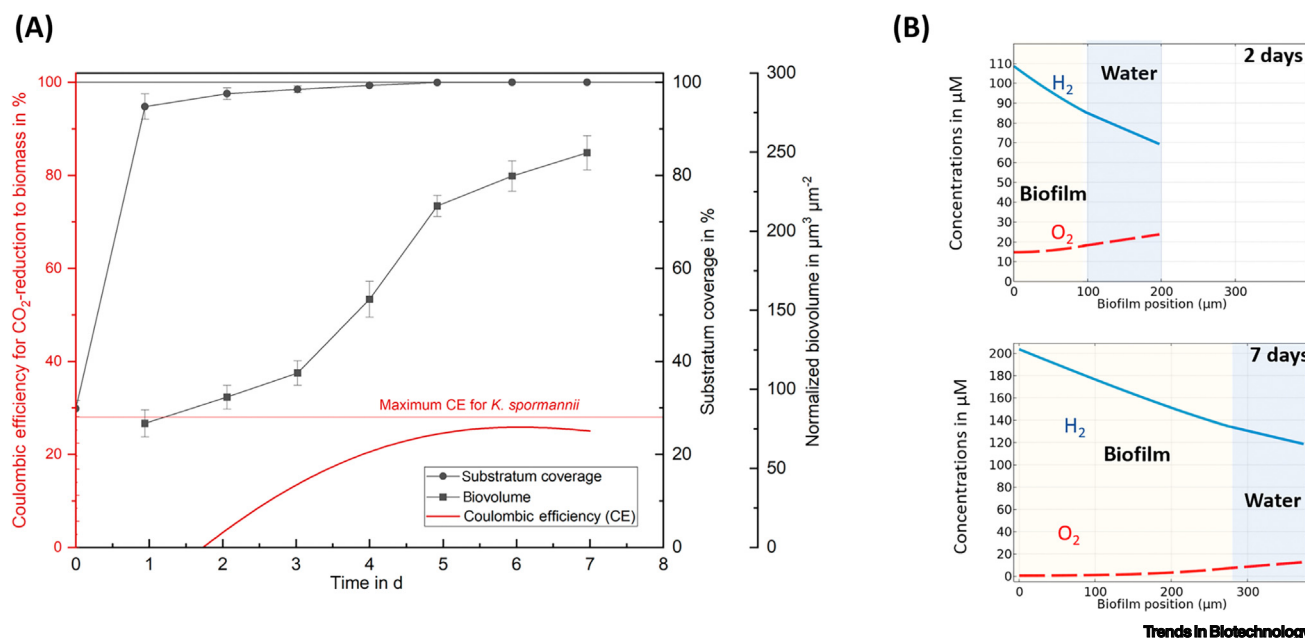 (A)
Coulombic efficiency for CO₂-reduction to biomass in %
100
80
60
40
20
0
0 1 2 3 4 5 6 7 8
Time in d
Maximum CE for K. spormannii
Substratum coverage
Biovolume
Coulombic efficiency (CE)
100
80
60
40
20
0
Substratum coverage in %
300
250
200
150
100
50
0
Normalized biovolume in µm³ µm⁻²
(B)
2 days
Concentrations in µM
110
100
90
80
70
60
50
40
30
20
10
0
H₂
Water
Biofilm
O₂
0 100 200 300
Biofilm position (µm)
7 days
Concentrations in µM
200
180
160
140
120
100
80
60
40
20
0
H₂
Biofilm
Water
O₂
0 100 200 300
Biofilm position (µm)
Trends in Biotechnology